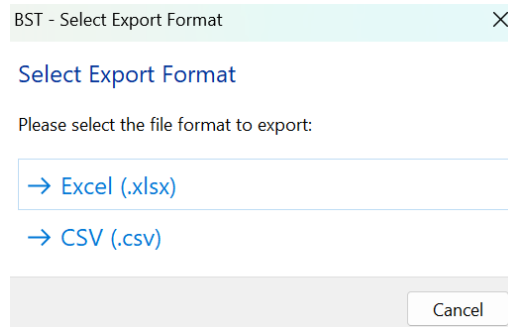 BST - Select Export Format
Select Export Format
Please select the file format to export:
→ Excel (.xlsx)
→ CSV (.csv)
Cancel